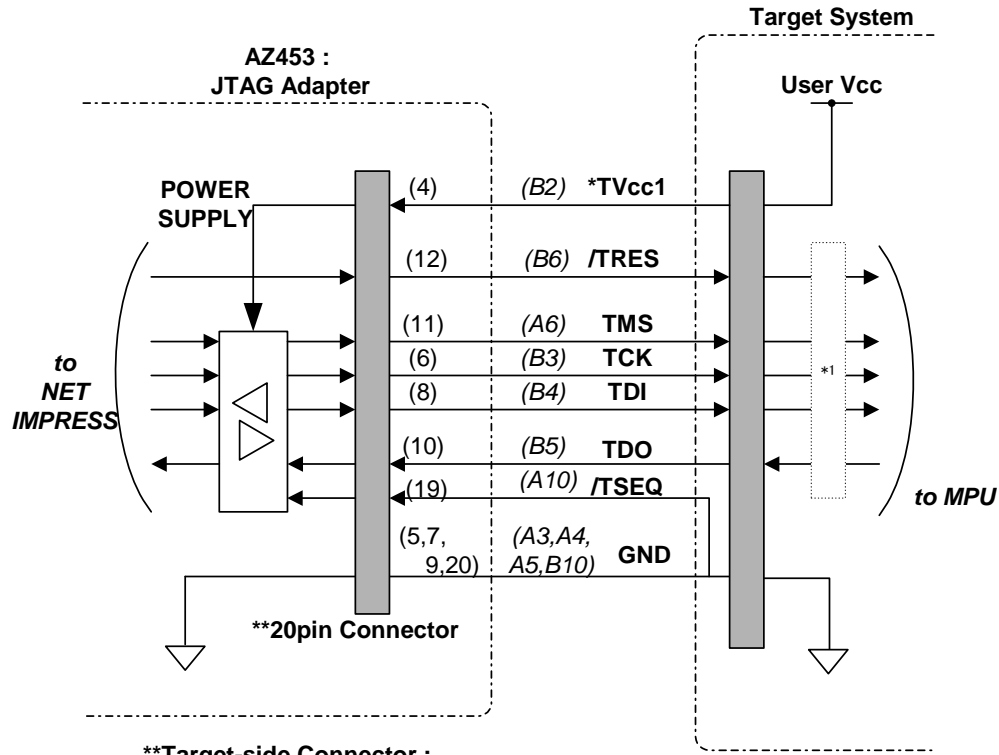 Target System
AZ453 :
JTAG Adapter
User Vcc
POWER
SUPPLY
(4) (B2) *TVcc1
(12) (B6) /TRES
(11) (A6) TMS
(6) (B3) TCK
(8) (B4) TDI
(10) (B5) TDO
(19) (A10) /TSEQ
(5,7, (A3,A4,
9,20) A5,B10) GND
to
NET
IMPRESS
*1
to MPU
**20pin Connector
**Target-side Connector :